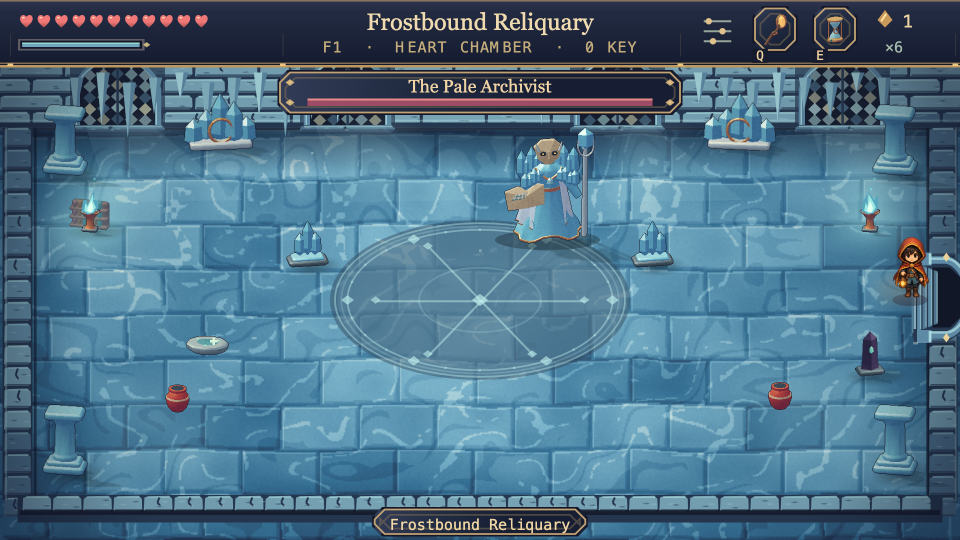 Frostbound Reliquary
F1 · HEART CHAMBER · 0 KEY
Q
E
1
×6
The Pale Archivist
Frostbound Reliquary